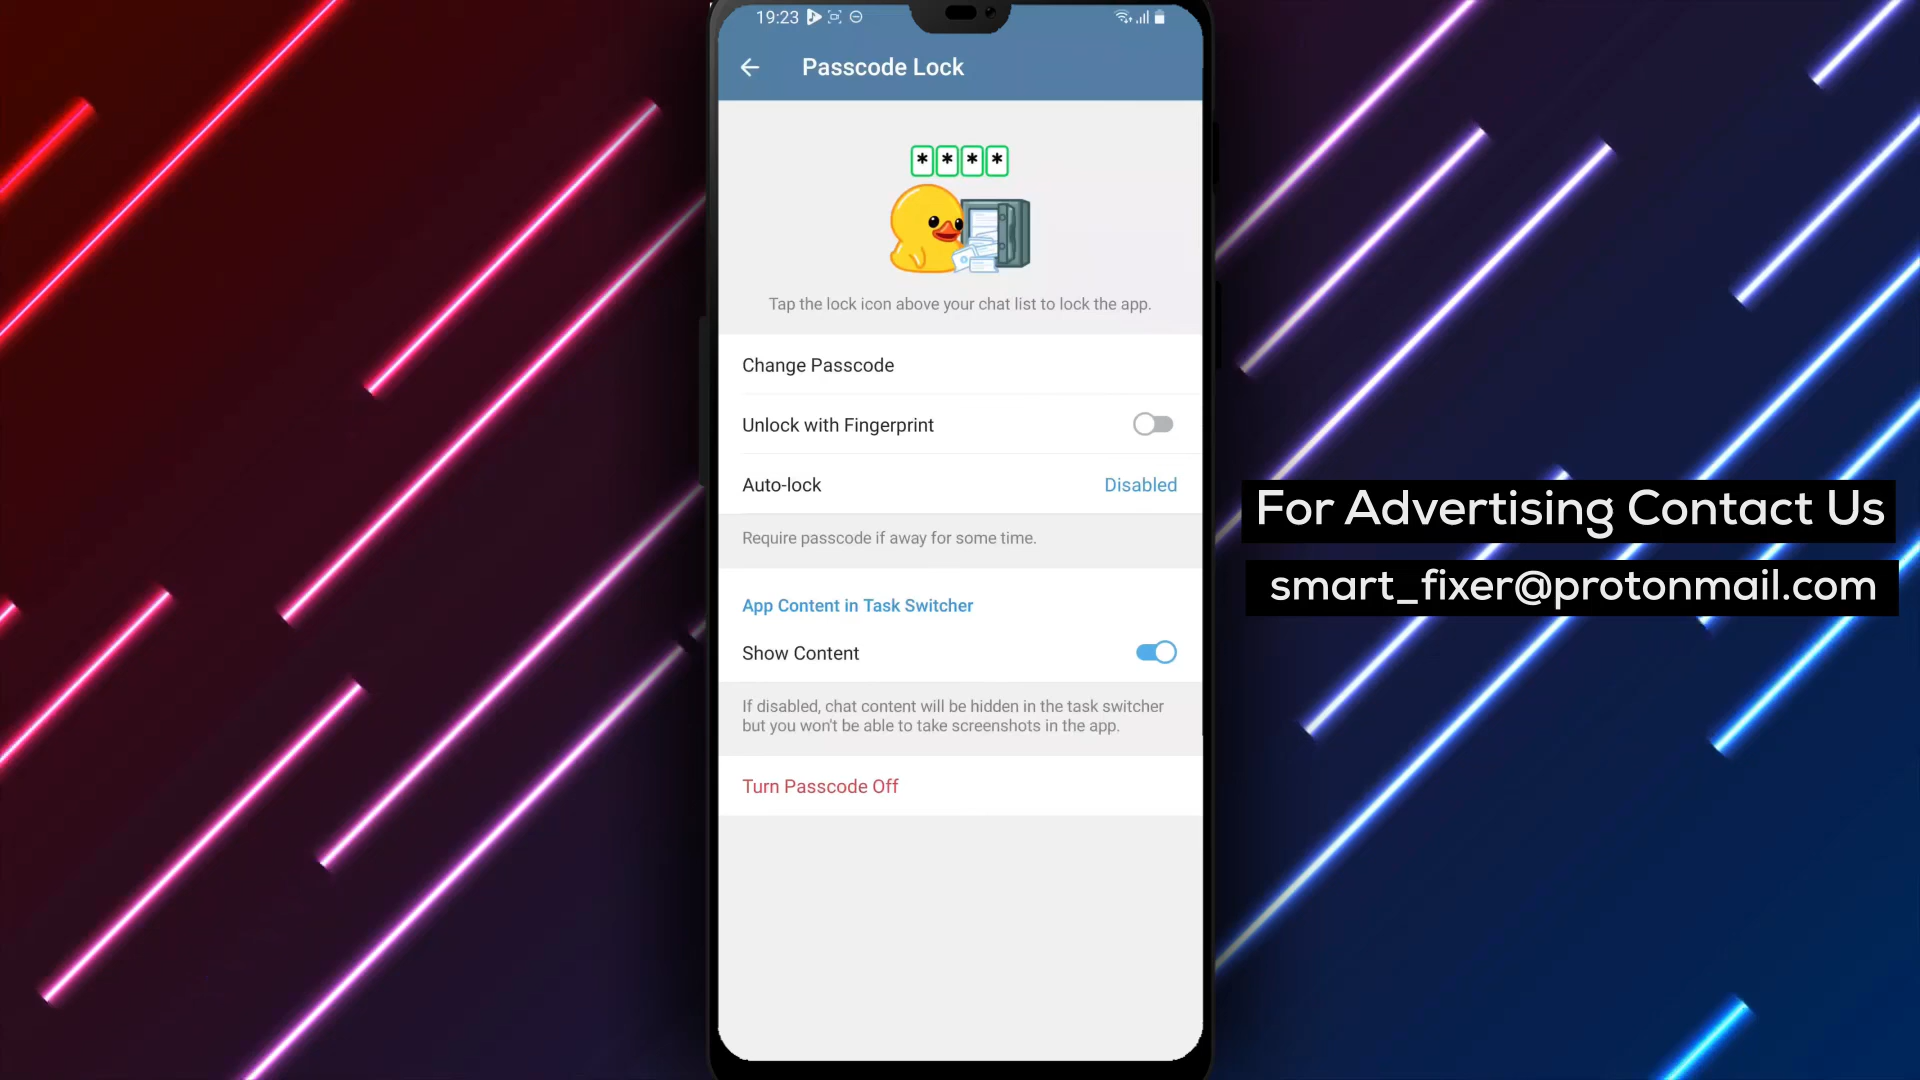 19:23
Passcode Lock
* * * *
Tap the lock icon above your chat list to lock the app.
Change Passcode
Unlock with Fingerprint
Auto-lock Disabled
Require passcode if away for some time.
App Content in Task Switcher
Show Content
If disabled, chat content will be hidden in the task switcher
but you won't be able to take screenshots in the app.
Turn Passcode Off
For Advertising Contact Us
smart_fixer@protonmail.com